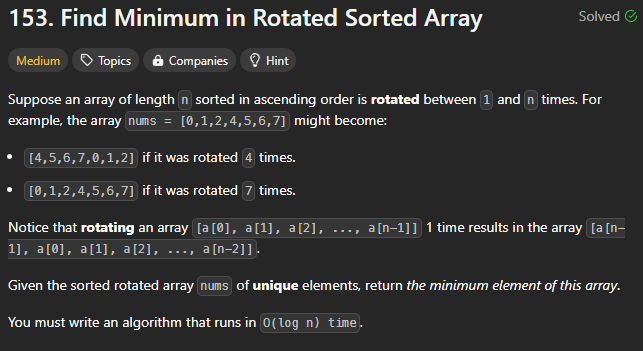 153. Find Minimum in Rotated Sorted Array
Solved
Medium Topics Companies Hint
Suppose an array of length n sorted in ascending order is rotated between 1 and n times. For
example, the array nums = [0,1,2,4,5,6,7] might become:
• [4,5,6,7,0,1,2] if it was rotated 4 times.
• [0,1,2,4,5,6,7] if it was rotated 7 times.
Notice that rotating an array [a[0], a[1], a[2], ..., a[n-1]] 1 time results in the array [a[n-
1], a[0], a[1], a[2], ..., a[n-2]].
Given the sorted rotated array nums of unique elements, return the minimum element of this array.
You must write an algorithm that runs in O(log n) time.